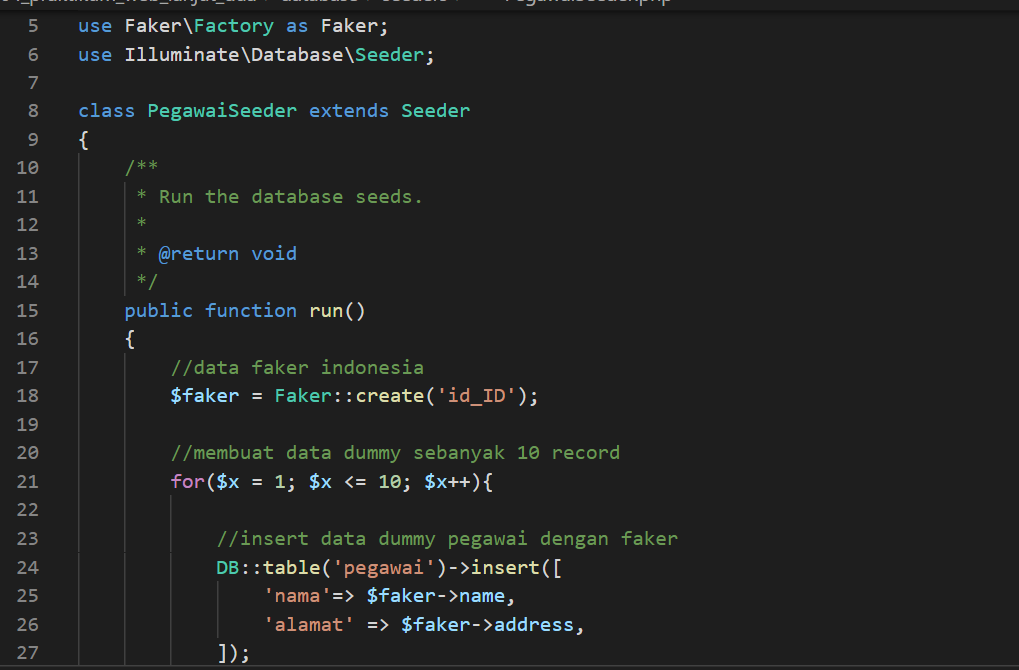 5 use Faker\Factory as Faker;
6 use Illuminate\Database\Seeder;
7
8 class PegawaiSeeder extends Seeder
9 {
10 /**
11 * Run the database seeds.
12 *
13 * @return void
14 */
15 public function run()
16 {
17 //data faker indonesia
18 $faker = Faker::create('id_ID');
19
20 //membuat data dummy sebanyak 10 record
21 for($x = 1; $x <= 10; $x++){
22
23 //insert data dummy pegawai dengan faker
24 DB::table('pegawai')->insert([
25 'nama'=> $faker->name,
26 'alamat' => $faker->address,
27 ]);